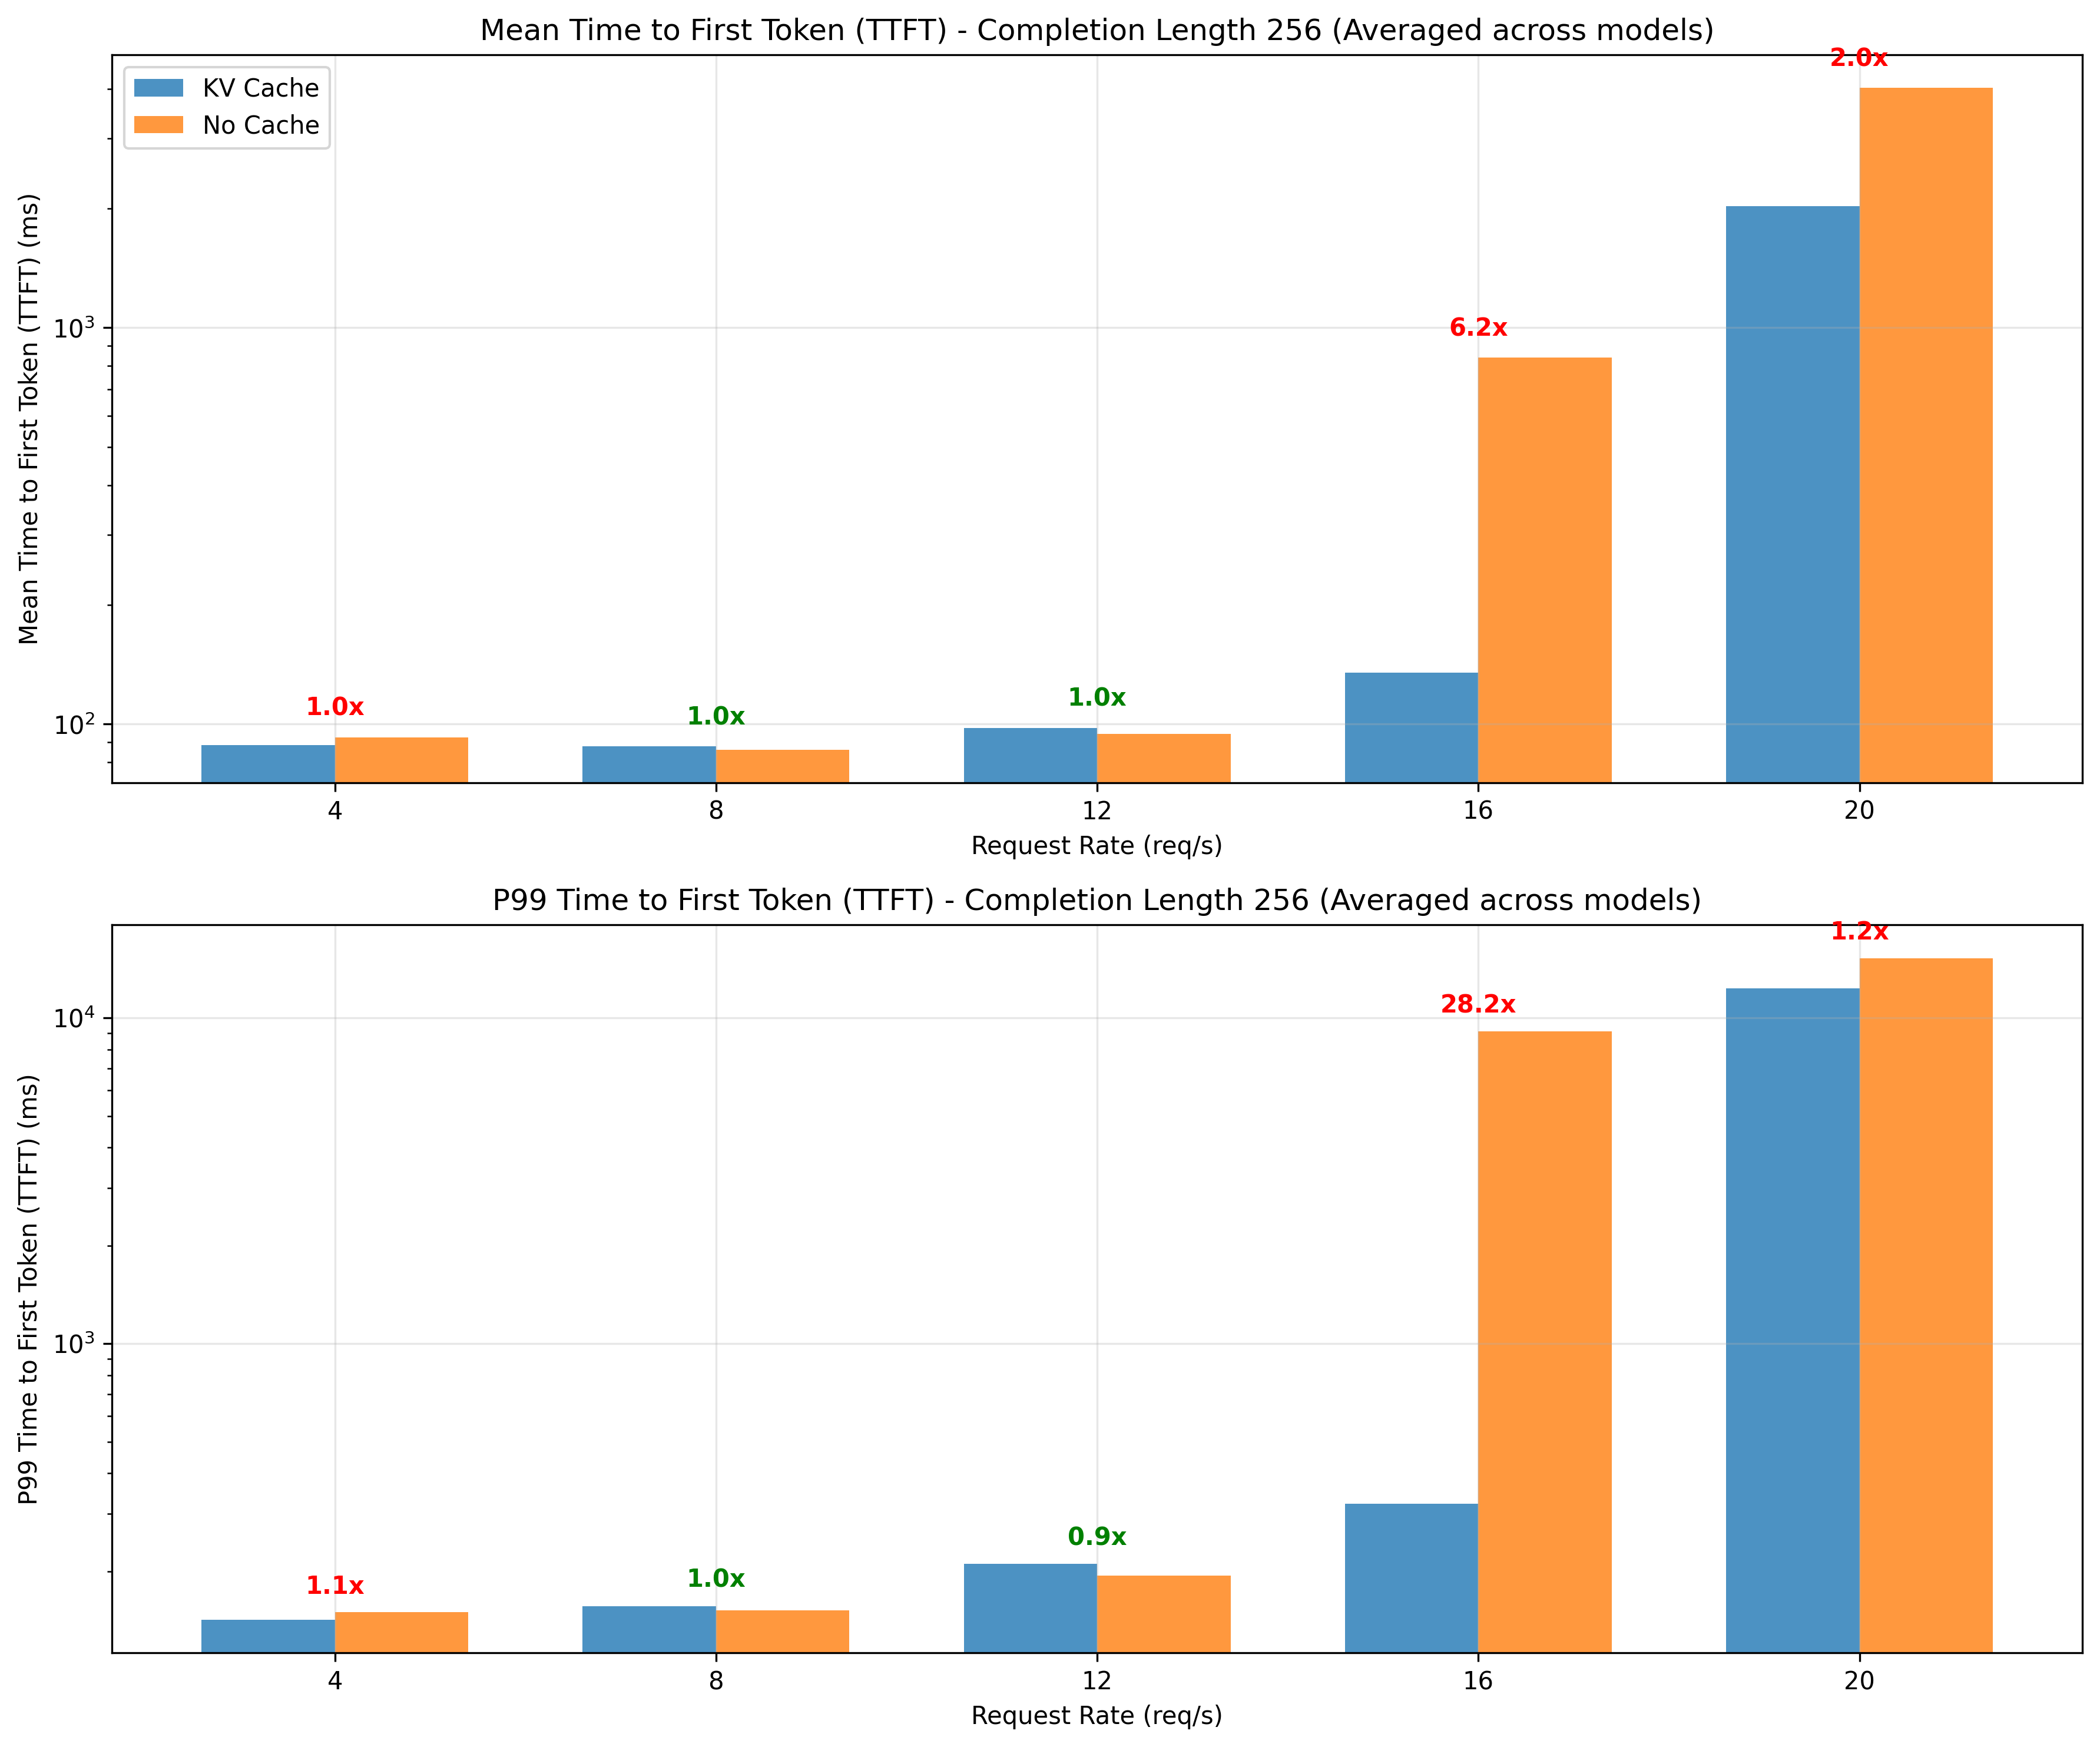 Mean Time to First Token (TTFT) - Completion Length 256 (Averaged across models)
KV Cache
No Cache
Mean Time to First Token (TTFT) (ms)
10³
10²
1.0x
1.0x
1.0x
6.2x
2.0x
4
8
12
16
20
Request Rate (req/s)
P99 Time to First Token (TTFT) - Completion Length 256 (Averaged across models)
P99 Time to First Token (TTFT) (ms)
10⁴
10³
1.1x
1.0x
0.9x
28.2x
1.2x
4
8
12
16
20
Request Rate (req/s)